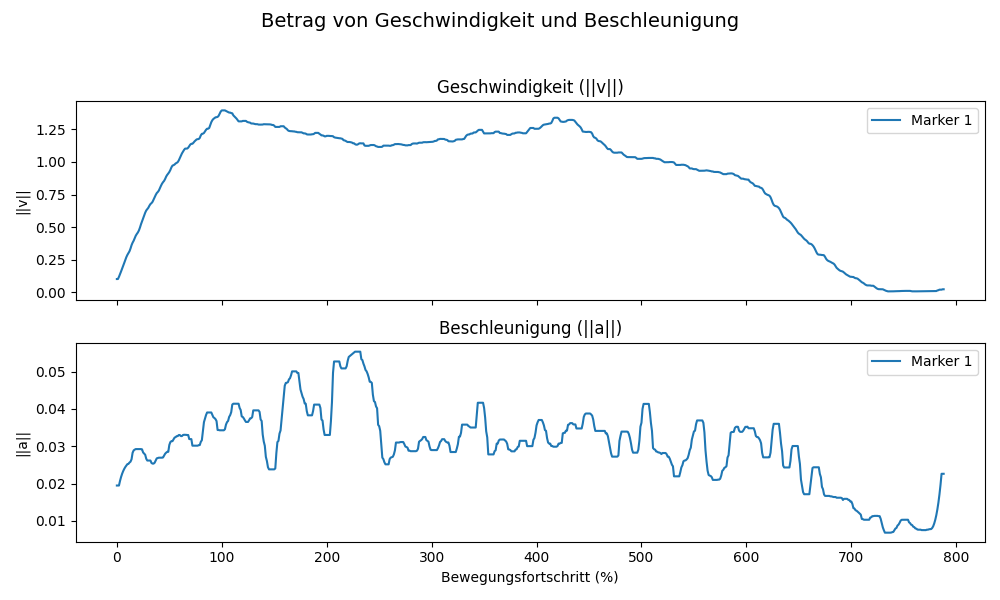 Betrag von Geschwindigkeit und Beschleunigung
Geschwindigkeit (||v||)
Marker 1
||v||
1.25
1.00
0.75
0.50
0.25
0.00
Beschleunigung (||a||)
Marker 1
||a||
0.05
0.04
0.03
0.02
0.01
0 100 200 300 400 500 600 700 800
Bewegungsfortschritt (%)